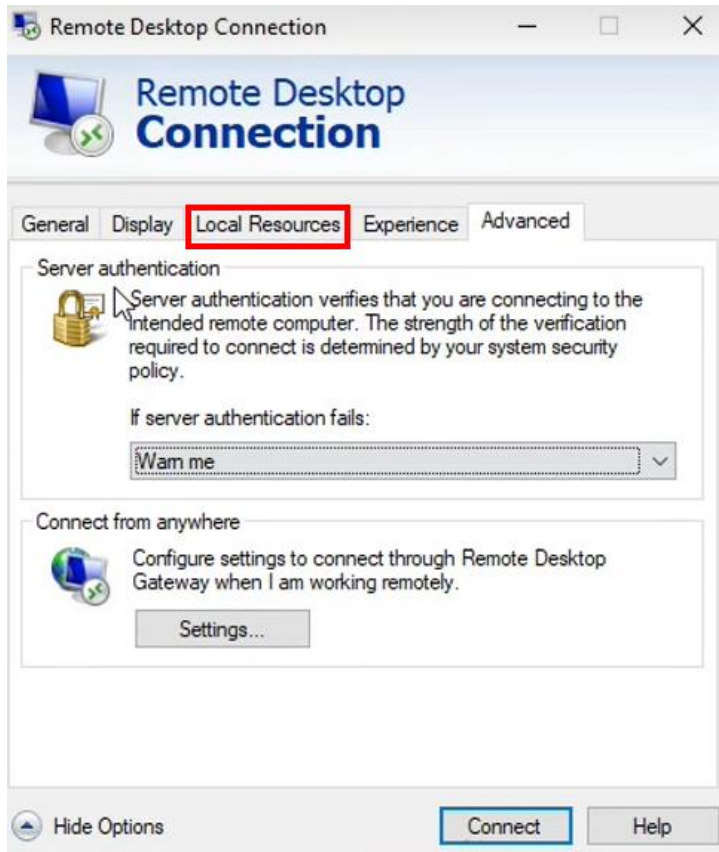 Remote Desktop Connection
Remote Desktop
Connection
General Display Local Resources Experience Advanced
Server authentication
Server authentication verifies that you are connecting to the
intended remote computer. The strength of the verification
required to connect is determined by your system security
policy.
If server authentication fails:
Warn me
Connect from anywhere
Configure settings to connect through Remote Desktop
Gateway when I am working remotely.
Settings...
Hide Options Connect Help